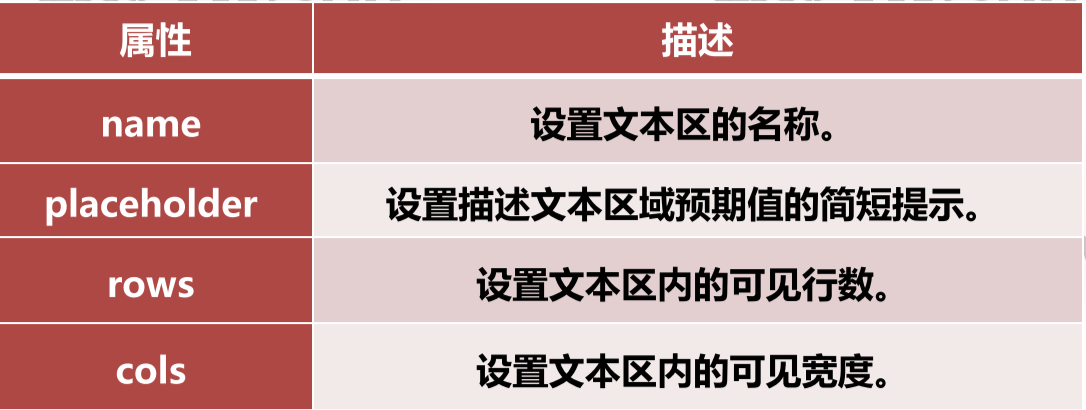 属性 描述
name 设置文本区的名称。
placeholder 设置描述文本区域预期值的简短提示。
rows 设置文本区内的可见行数。
cols 设置文本区内的可见宽度。